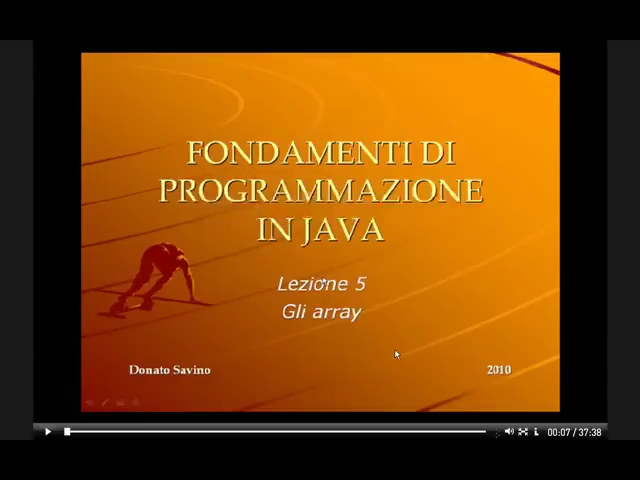 FONDAMENTI DI
PROGRAMMAZIONE
IN JAVA
Lezione 5
Gli array
Donato Savino 2010
00:07 / 37:38